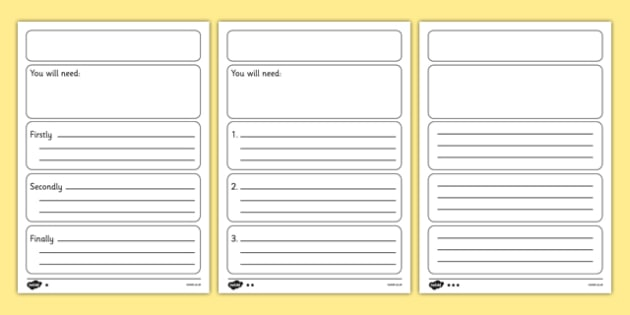 You will need:
Firstly
Secondly
Finally
You will need:
1.
2.
3.